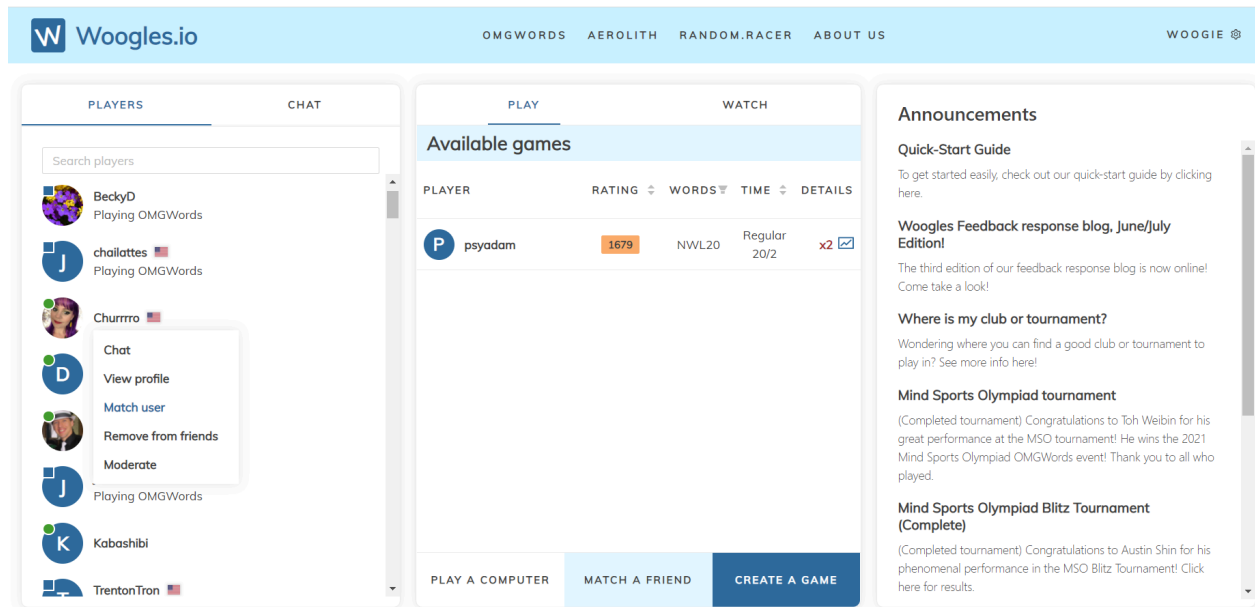 W Woogles.io
OMGWORDS AEROLITH RANDOM.RACER ABOUT US
WOOGIE
PLAYERS CHAT
Search players
BeckyD
Playing OMGWords
J
chailattes
Playing OMGWords
Churrrro
Chat
View profile
Match user
Remove from friends
Moderate
D
J
Playing OMGWords
K
Kabashibi
TrentonTron
PLAY WATCH
Available games
PLAYER RATING WORDS TIME DETAILS
P psyadam 1679 NWL20 Regular 20/2 x2
PLAY A COMPUTER MATCH A FRIEND CREATE A GAME
Announcements
Quick-Start Guide
To get started easily, check out our quick-start guide by clicking
here.
Woogles Feedback response blog, June/July
Edition!
The third edition of our feedback response blog is now online!
Come take a look!
Where is my club or tournament?
Wondering where you can find a good club or tournament to
play in? See more info here!
Mind Sports Olympiad tournament
(Completed tournament) Congratulations to Toh Weibin for his
great performance at the MSO tournament! He wins the 2021
Mind Sports Olympiad OMGWords event! Thank you to all who
played.
Mind Sports Olympiad Blitz Tournament
(Complete)
(Completed tournament) Congratulations to Austin Shin for his
phenomenal performance in the MSO Blitz Tournament! Click
here for results.